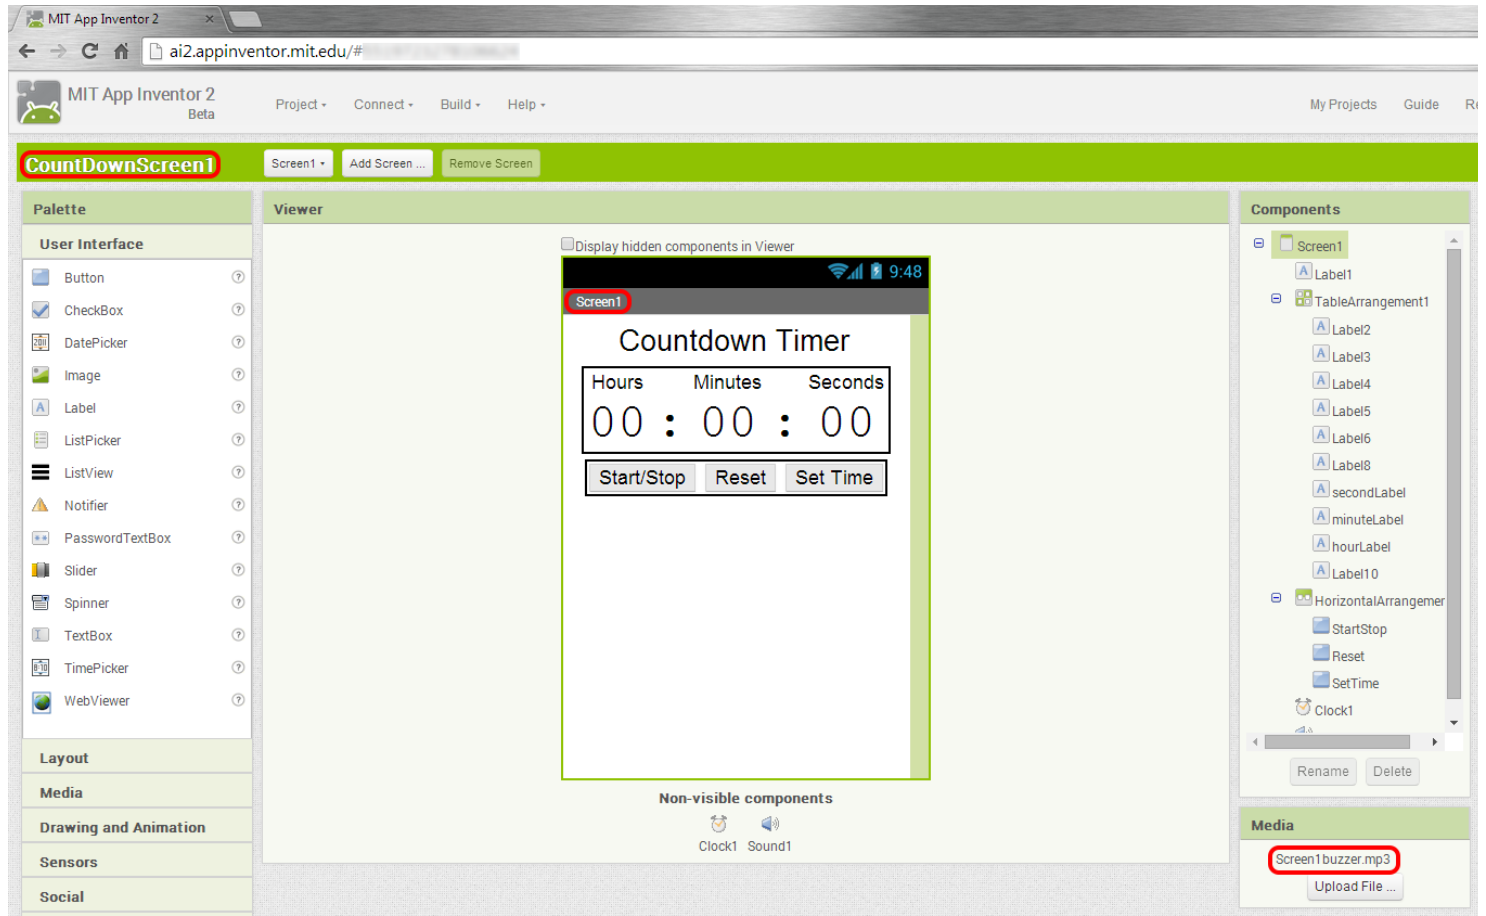 MIT App Inventor 2 ×
ai2.appinventor.mit.edu/#
MIT App Inventor 2
Beta
Project Connect Build Help
My Projects Guide
CountDownScreen1
Screen1 Add Screen ... Remove Screen
Palette
Viewer
Components
User Interface
Button ?
CheckBox ?
DatePicker ?
Image ?
Label ?
ListPicker ?
ListView ?
Notifier ?
PasswordTextBox ?
Slider ?
Spinner ?
TextBox ?
TimePicker ?
WebViewer ?
Layout
Media
Drawing and Animation
Sensors
Social
Display hidden components in Viewer
9:48
Screen1
Countdown Timer
Hours Minutes Seconds
00 : 00 : 00
Start/Stop Reset Set Time
Non-visible components
Clock1 Sound1
Screen1
A Label1
TableArrangement1
A Label2
A Label3
A Label4
A Label5
A Label6
A Label8
A secondLabel
A minuteLabel
A hourLabel
A Label10
HorizontalArrangemer
StartStop
Reset
SetTime
Clock1
Rename Delete
Media
Screen1buzzer.mp3
Upload File ...